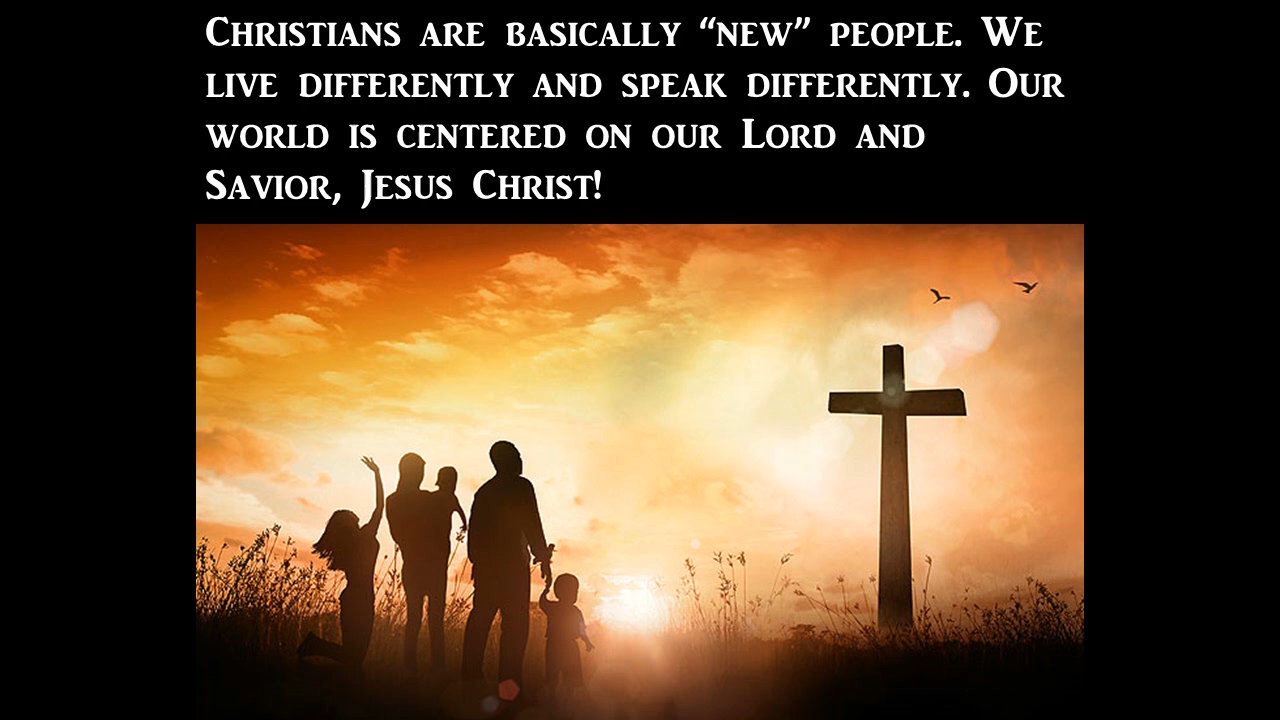 Christians are basically “new” people. We
live differently and speak differently. Our
world is centered on our Lord and
Savior, Jesus Christ!